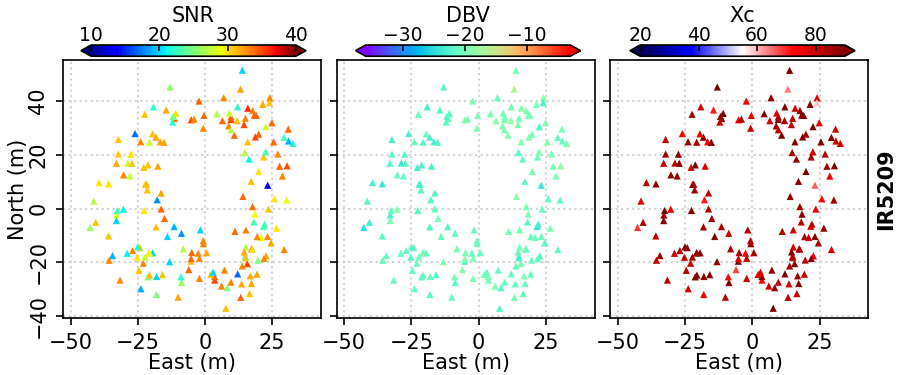 SNR DBV Xc
10 20 30 40 −30 −20 −10 20 40 60 80
North (m)
40
20
0
−20
−40
−50 −25 0 25 −50 −25 0 25 −50 −25 0 25
East (m) East (m) East (m)
IR5209